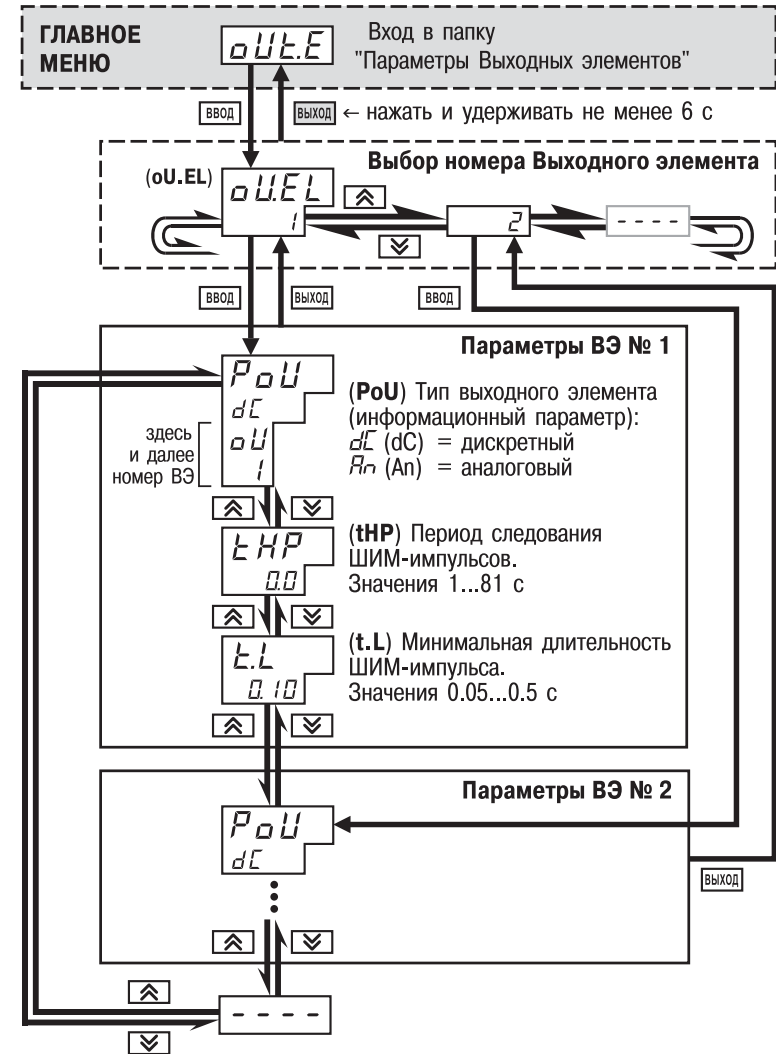 ГЛАВНОЕ
МЕНЮ
oUt.E
Вход в папку
"Параметры Выходных элементов"
ВВОД
ВЫХОД
← нажать и удерживать не менее 6 с
Выбор номера Выходного элемента
(oU.EL)
oU.EL
1
2
- - - -
ВВОД
ВЫХОД
ВВОД
Параметры ВЭ № 1
PoU
dC
oU
1
здесь
и далее
номер ВЭ
(PoU) Тип выходного элемента
(информационный параметр):
dC (dC) = дискретный
An (An) = аналоговый
tHP
0.0
(tHP) Период следования
ШИМ-импульсов.
Значения 1...81 с
t.L
0.10
(t.L) Минимальная длительность
ШИМ-импульса.
Значения 0.05...0.5 с
Параметры ВЭ № 2
PoU
dC
ВЫХОД
- - - -